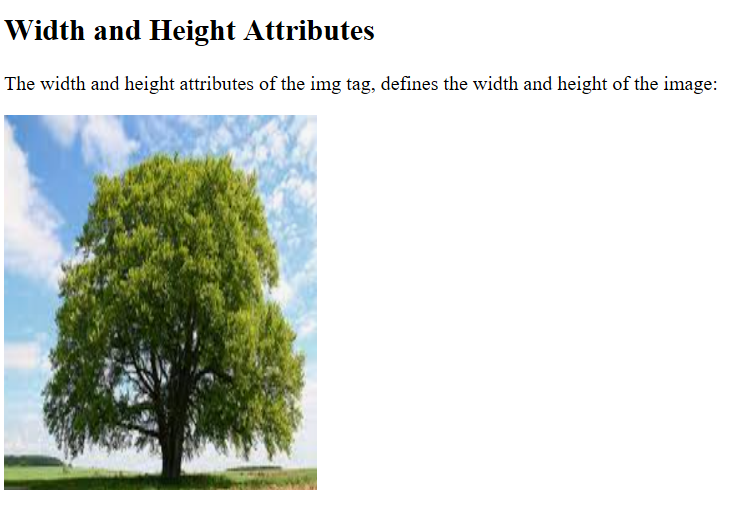 Width and Height Attributes
The width and height attributes of the img tag, defines the width and height of the image: